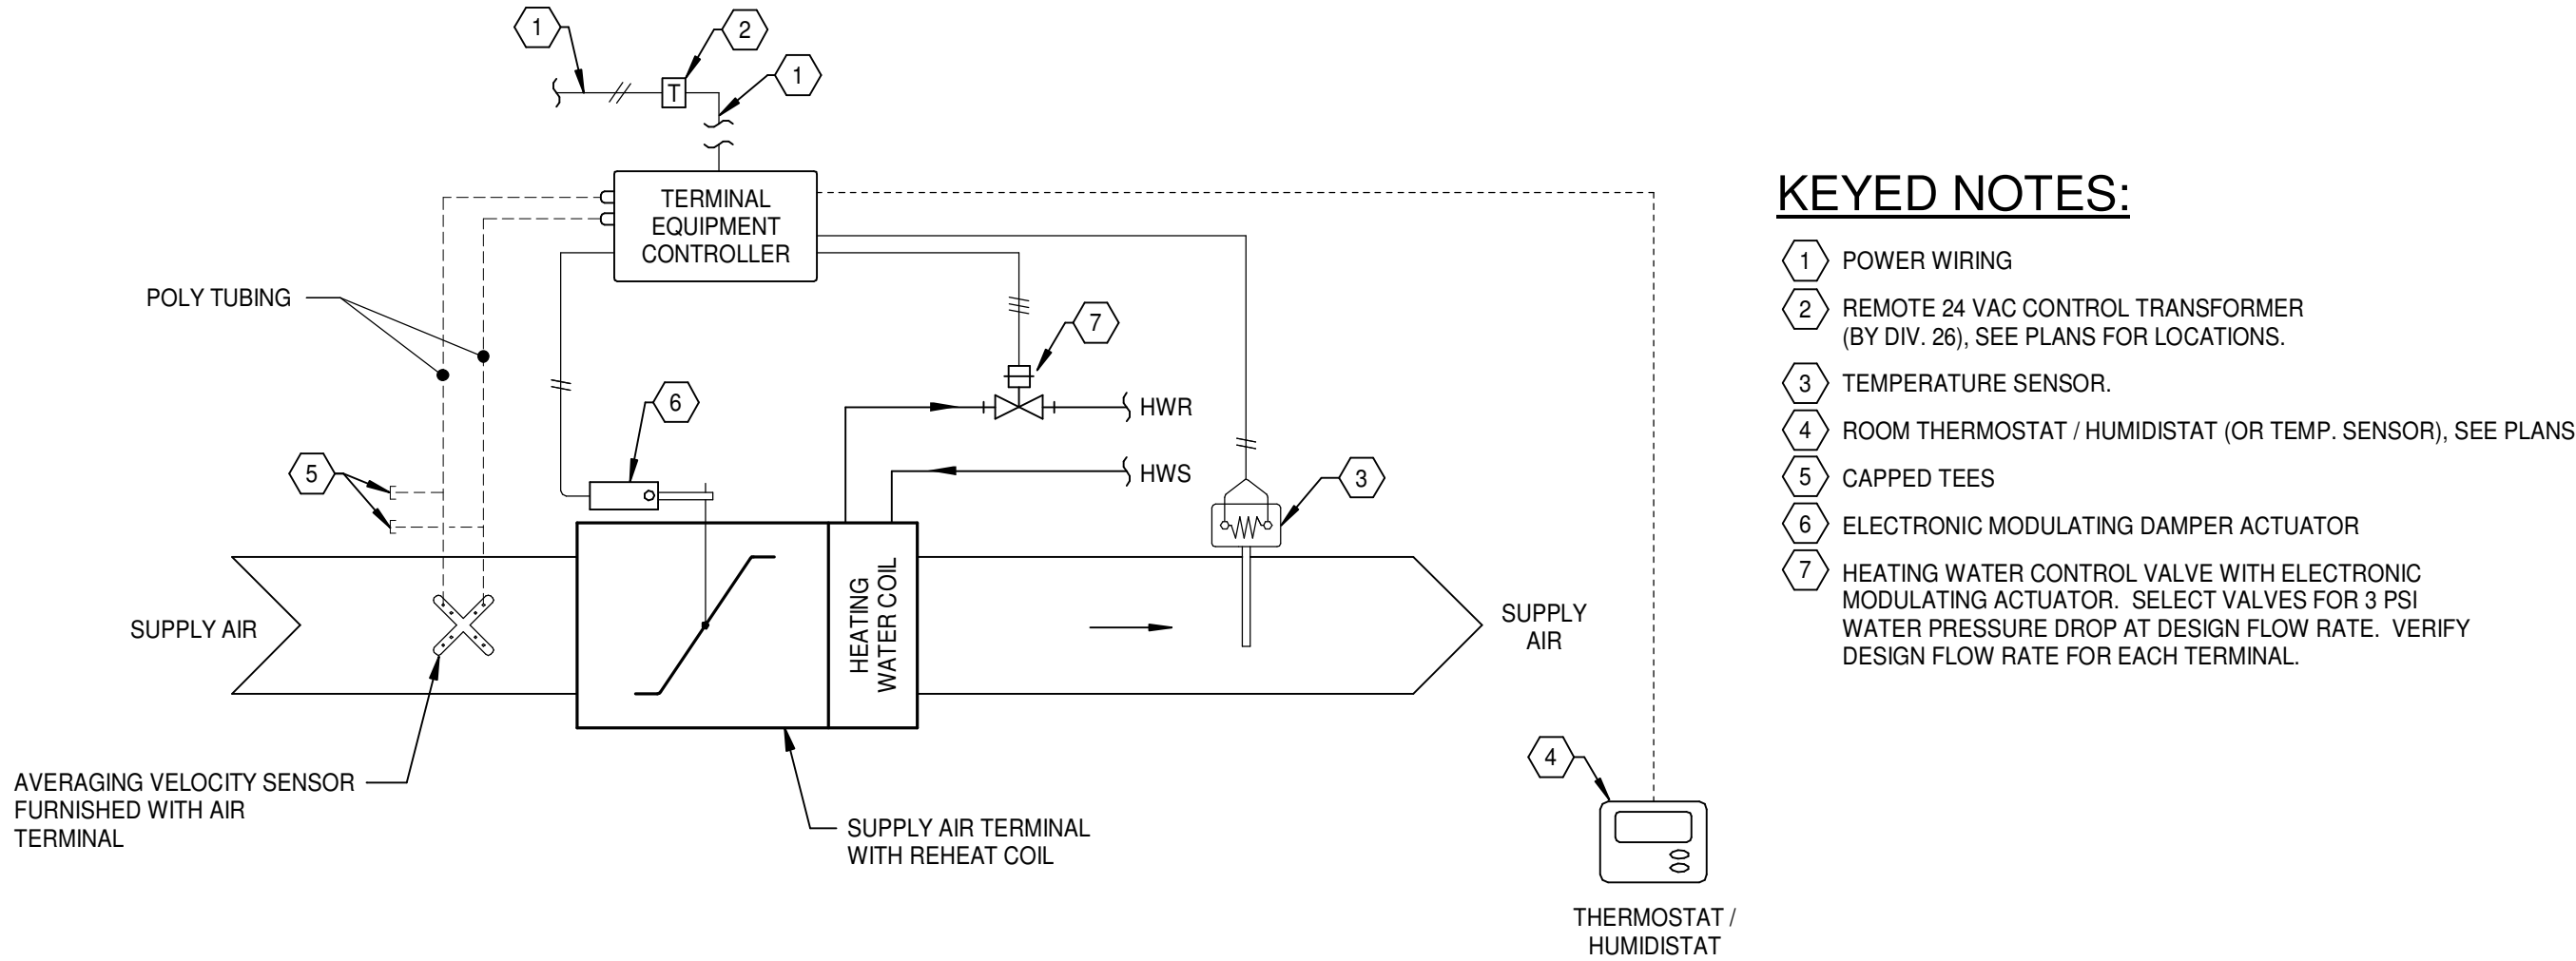 1
2
1
T
TERMINAL
EQUIPMENT
CONTROLLER
POLY TUBING
7
6
HWR
HWS
5
3
HEATING
WATER COIL
SUPPLY AIR
SUPPLY
AIR
4
AVERAGING VELOCITY SENSOR
FURNISHED WITH AIR
TERMINAL
SUPPLY AIR TERMINAL
WITH REHEAT COIL
THERMOSTAT /
HUMIDISTAT
KEYED NOTES:
1 POWER WIRING
2 REMOTE 24 VAC CONTROL TRANSFORMER
(BY DIV. 26), SEE PLANS FOR LOCATIONS.
3 TEMPERATURE SENSOR.
4 ROOM THERMOSTAT / HUMIDISTAT (OR TEMP. SENSOR), SEE PLANS
5 CAPPED TEES
6 ELECTRONIC MODULATING DAMPER ACTUATOR
7 HEATING WATER CONTROL VALVE WITH ELECTRONIC
MODULATING ACTUATOR. SELECT VALVES FOR 3 PSI
WATER PRESSURE DROP AT DESIGN FLOW RATE. VERIFY
DESIGN FLOW RATE FOR EACH TERMINAL.